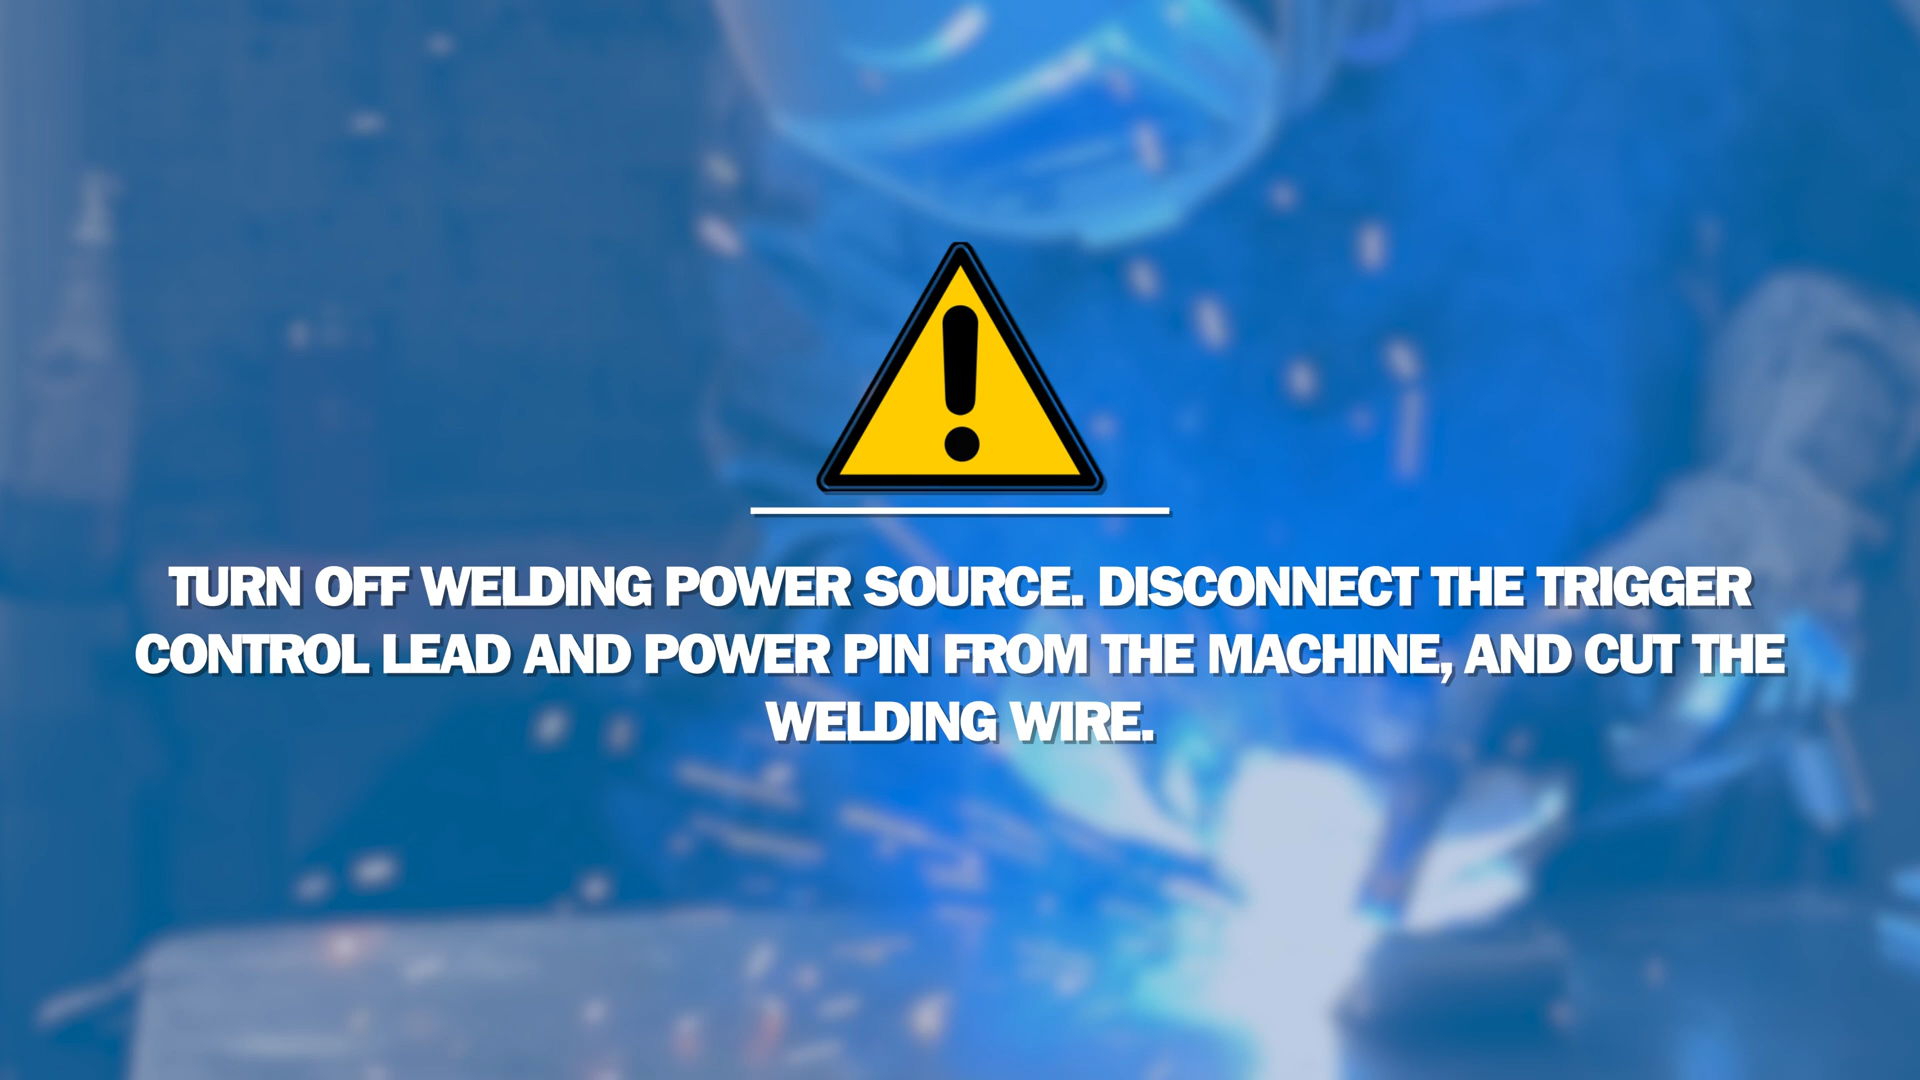 TURN OFF WELDING POWER SOURCE. DISCONNECT THE TRIGGER
CONTROL LEAD AND POWER PIN FROM THE MACHINE, AND CUT THE
WELDING WIRE.